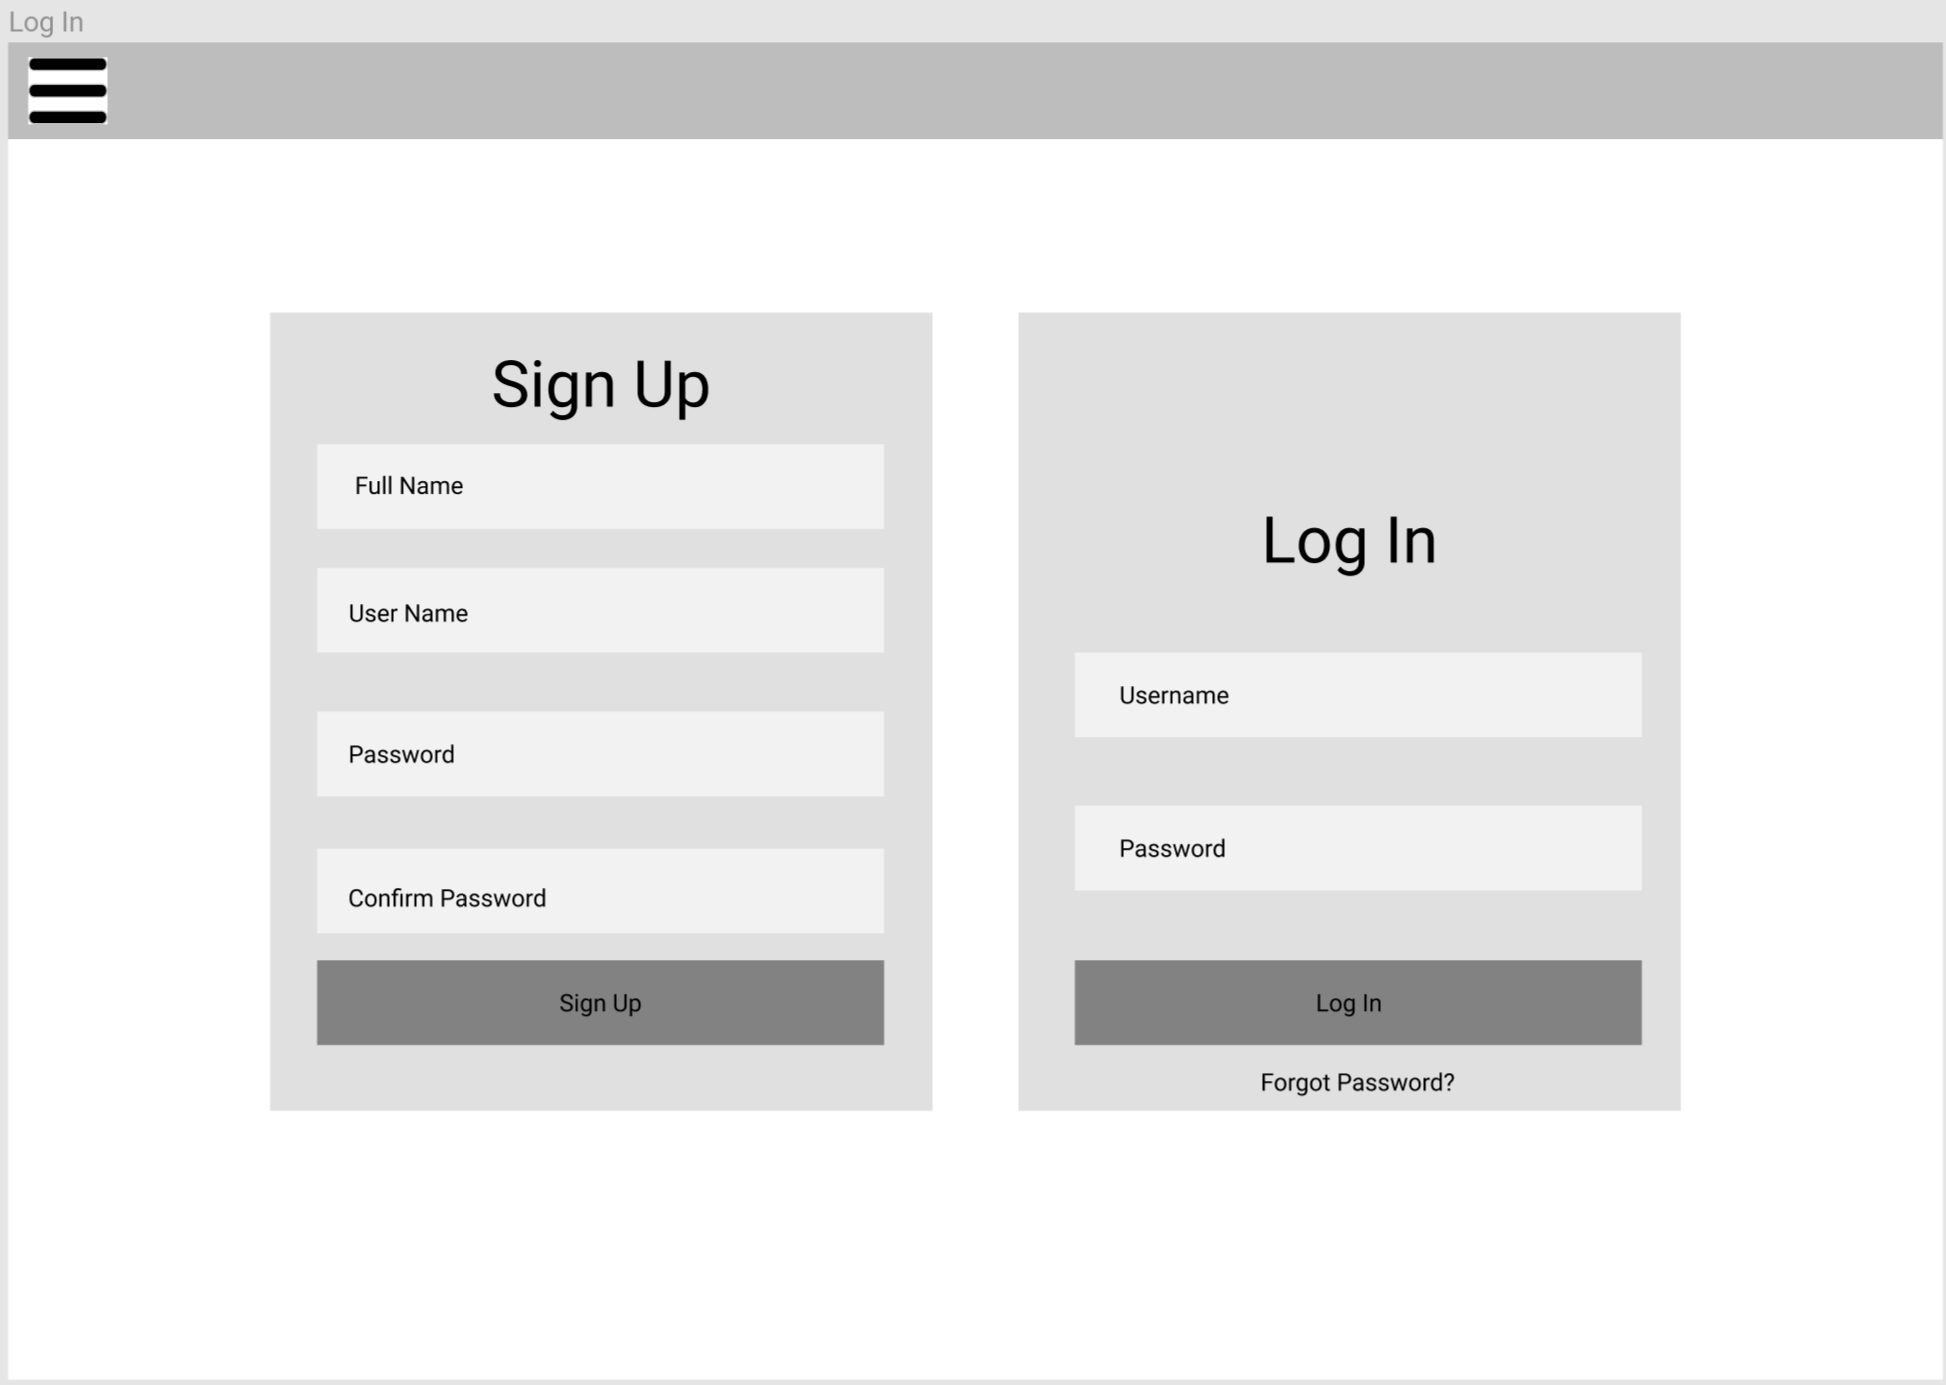 Log In
Sign Up
Full Name
User Name
Password
Confirm Password
Sign Up
Log In
Username
Password
Log In
Forgot Password?